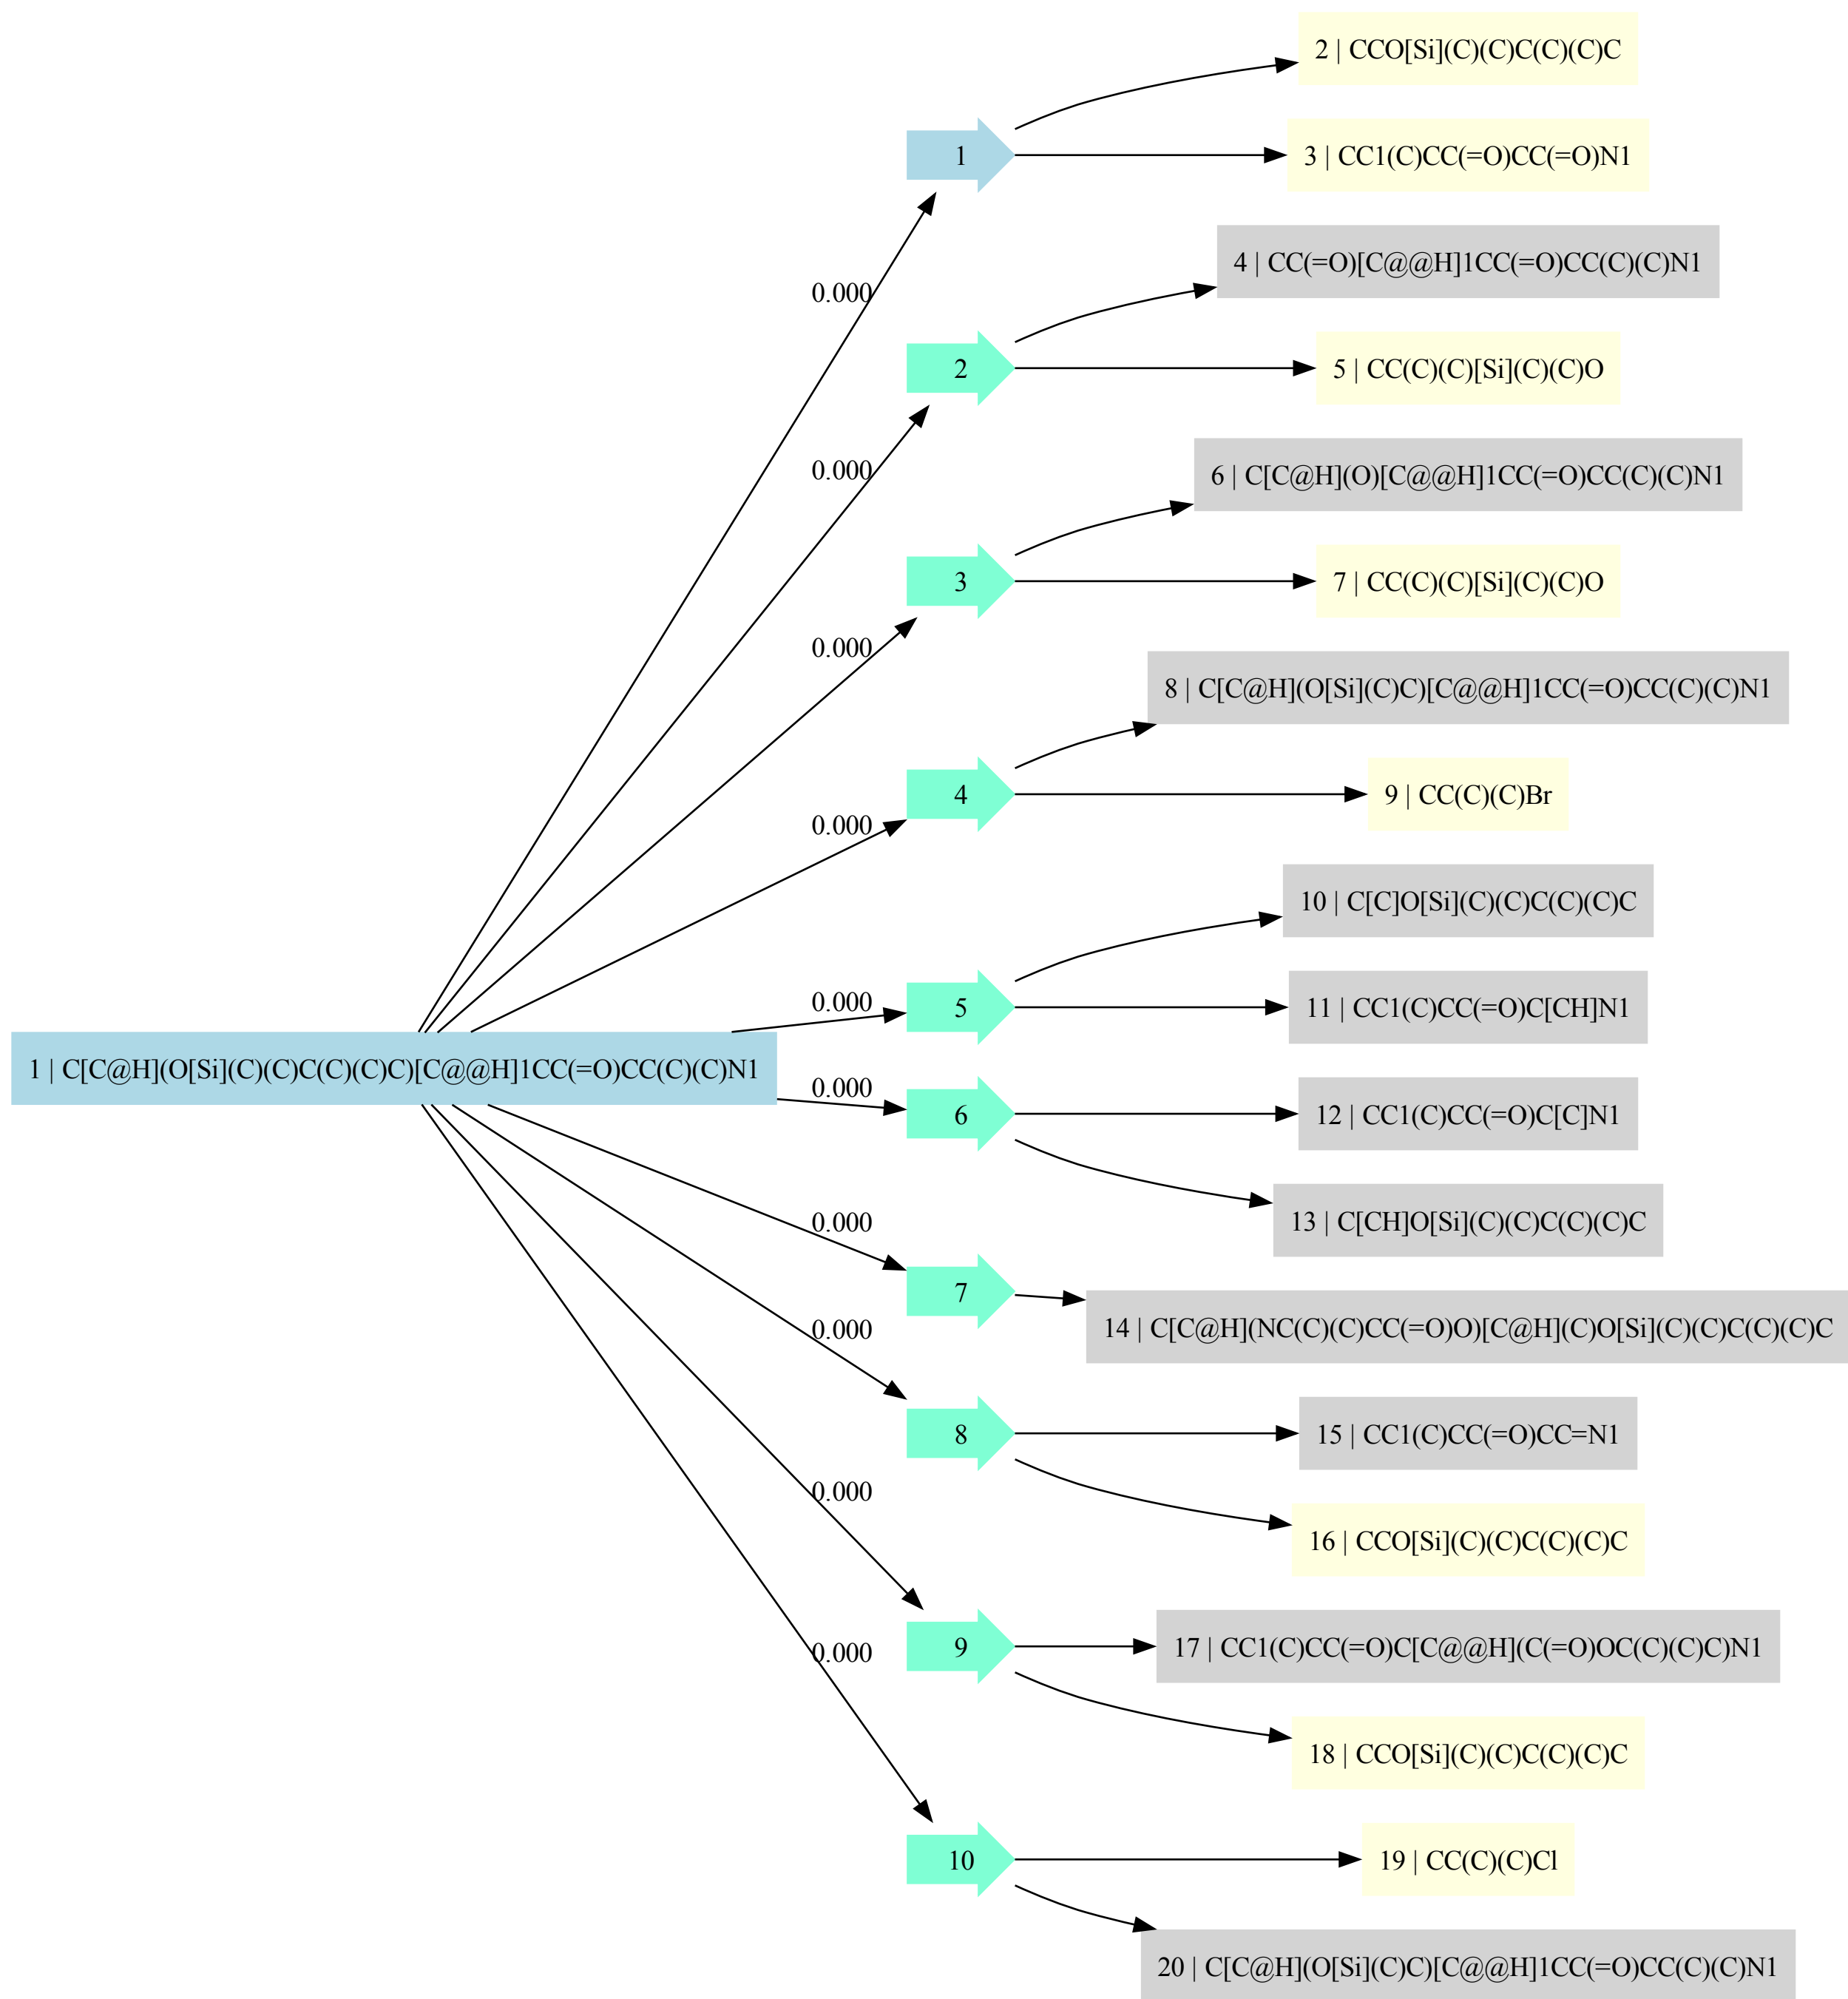 2 | CCO[Si](C)(C)C(C)(C)C
1
3 | CC1(C)CC(=O)CC(=O)N1
4 | CC(=O)[C@@H]1CC(=O)CC(C)(C)N1
0.000
2
5 | CC(C)(C)[Si](C)(C)O
6 | C[C@H](O)[C@@H]1CC(=O)CC(C)(C)N1
0.000
3
7 | CC(C)(C)[Si](C)(C)O
0.000
8 | C[C@H](O[Si](C)C)[C@@H]1CC(=O)CC(C)(C)N1
4
9 | CC(C)(C)Br
0.000
10 | C[C]O[Si](C)(C)C(C)(C)C
0.000
5
11 | CC1(C)CC(=O)C[CH]N1
1 | C[C@H](O[Si](C)(C)C(C)(C)C)[C@@H]1CC(=O)CC(C)(C)N1
0.000
6
12 | CC1(C)CC(=O)C[C]N1
13 | C[CH]O[Si](C)(C)C(C)(C)C
0.000
7
14 | C[C@H](NC(C)(C)CC(=O)O)[C@H](C)O[Si](C)(C)C(C)(C)C
0.000
8
15 | CC1(C)CC(=O)CC=N1
0.000
16 | CCO[Si](C)(C)C(C)(C)C
9
17 | CC1(C)CC(=O)C[C@@H](C(=O)OC(C)(C)C)N1
0.000
18 | CCO[Si](C)(C)C(C)(C)C
10
19 | CC(C)(C)Cl
20 | C[C@H](O[Si](C)C)[C@@H]1CC(=O)CC(C)(C)N1